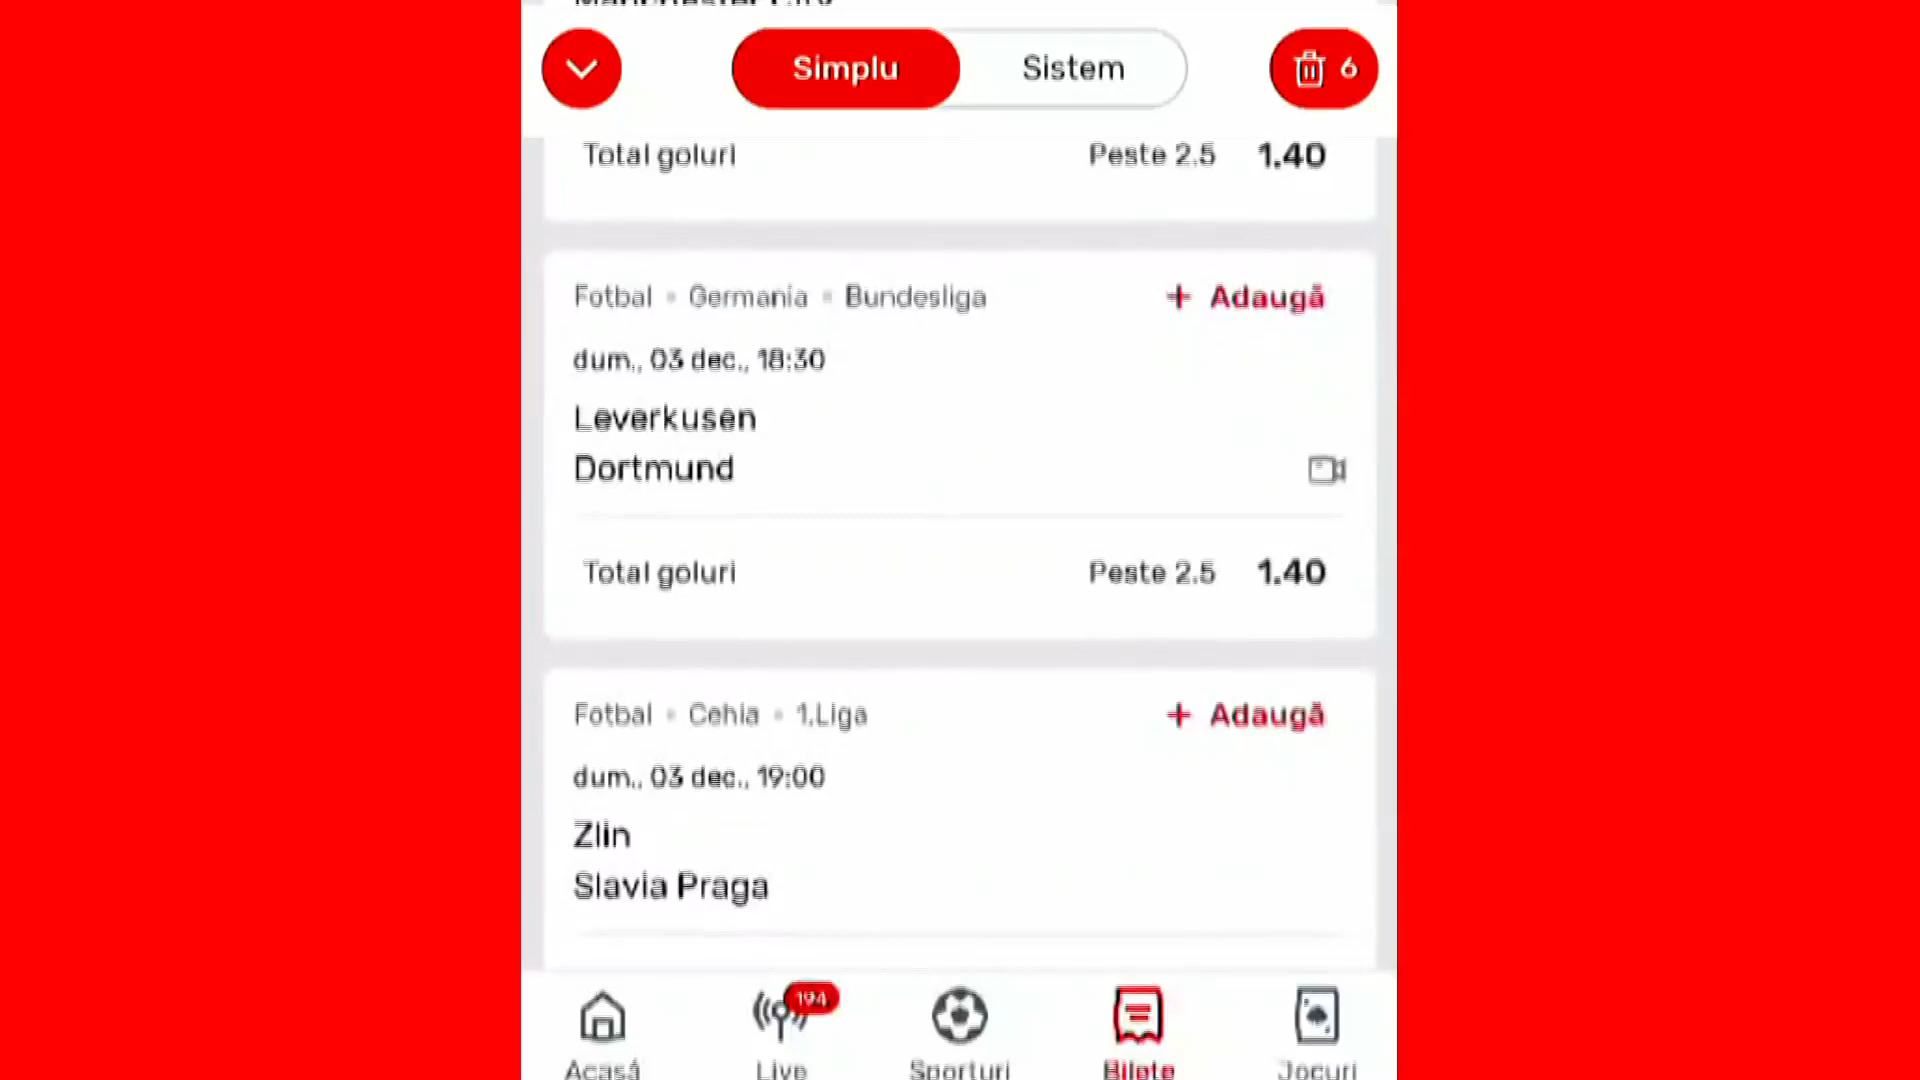 Manchester City
Simplu
Sistem
6
Total goluri Peste 2.5 1.40
Fotbal • Germania • Bundesliga + Adaugă
dum., 03 dec., 18:30
Leverkusen
Dortmund
Total goluri Peste 2.5 1.40
Fotbal • Cehia • 1.Liga + Adaugă
dum., 03 dec., 19:00
Zlin
Slavia Praga
194
Acasă Live Sporturi Bilete Jocuri